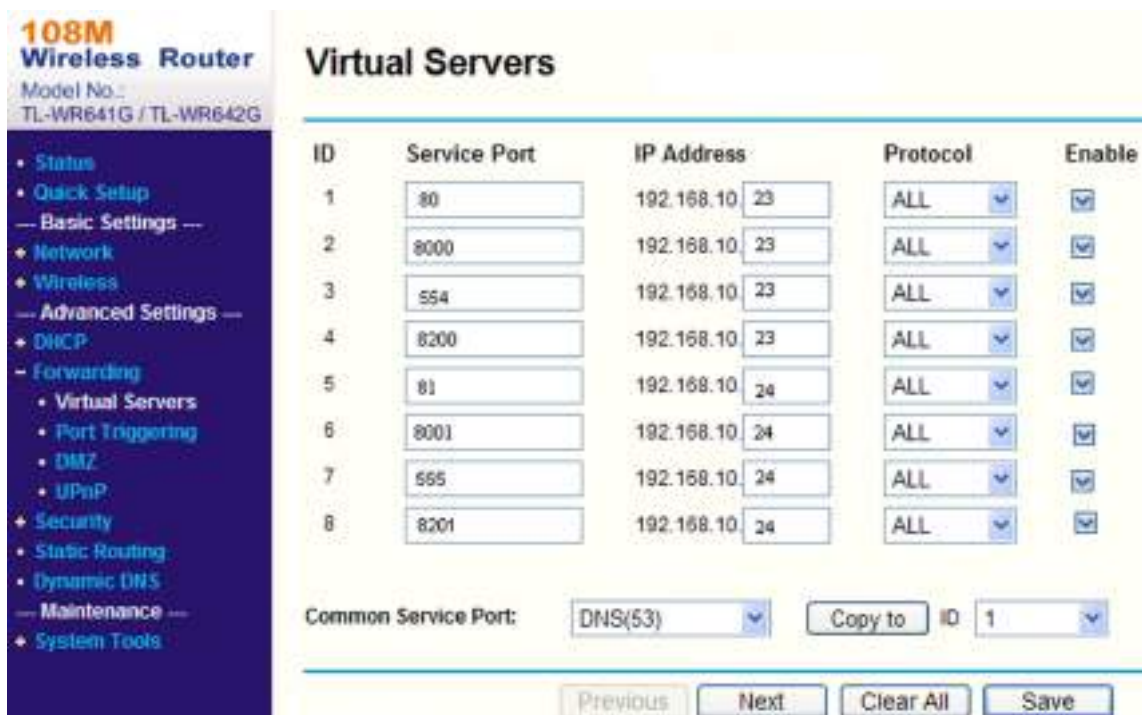 108M
Wireless Router
Model No.:
TL-WR641G / TL-WR642G
• Status
• Quick Setup
--- Basic Settings ---
+ Network
+ Wireless
--- Advanced Settings ---
+ DHCP
- Forwarding
• Virtual Servers
• Port Triggering
• DMZ
• UPnP
+ Security
• Static Routing
• Dynamic DNS
--- Maintenance ---
+ System Tools
Virtual Servers
ID Service Port IP Address Protocol Enable
1 80 192.168.10. 23 ALL
2 8000 192.168.10. 23 ALL
3 554 192.168.10. 23 ALL
4 8200 192.168.10. 23 ALL
5 81 192.168.10. 24 ALL
6 8001 192.168.10. 24 ALL
7 555 192.168.10. 24 ALL
8 8201 192.168.10. 24 ALL
Common Service Port: DNS(53) Copy to ID 1
Previous Next Clear All Save